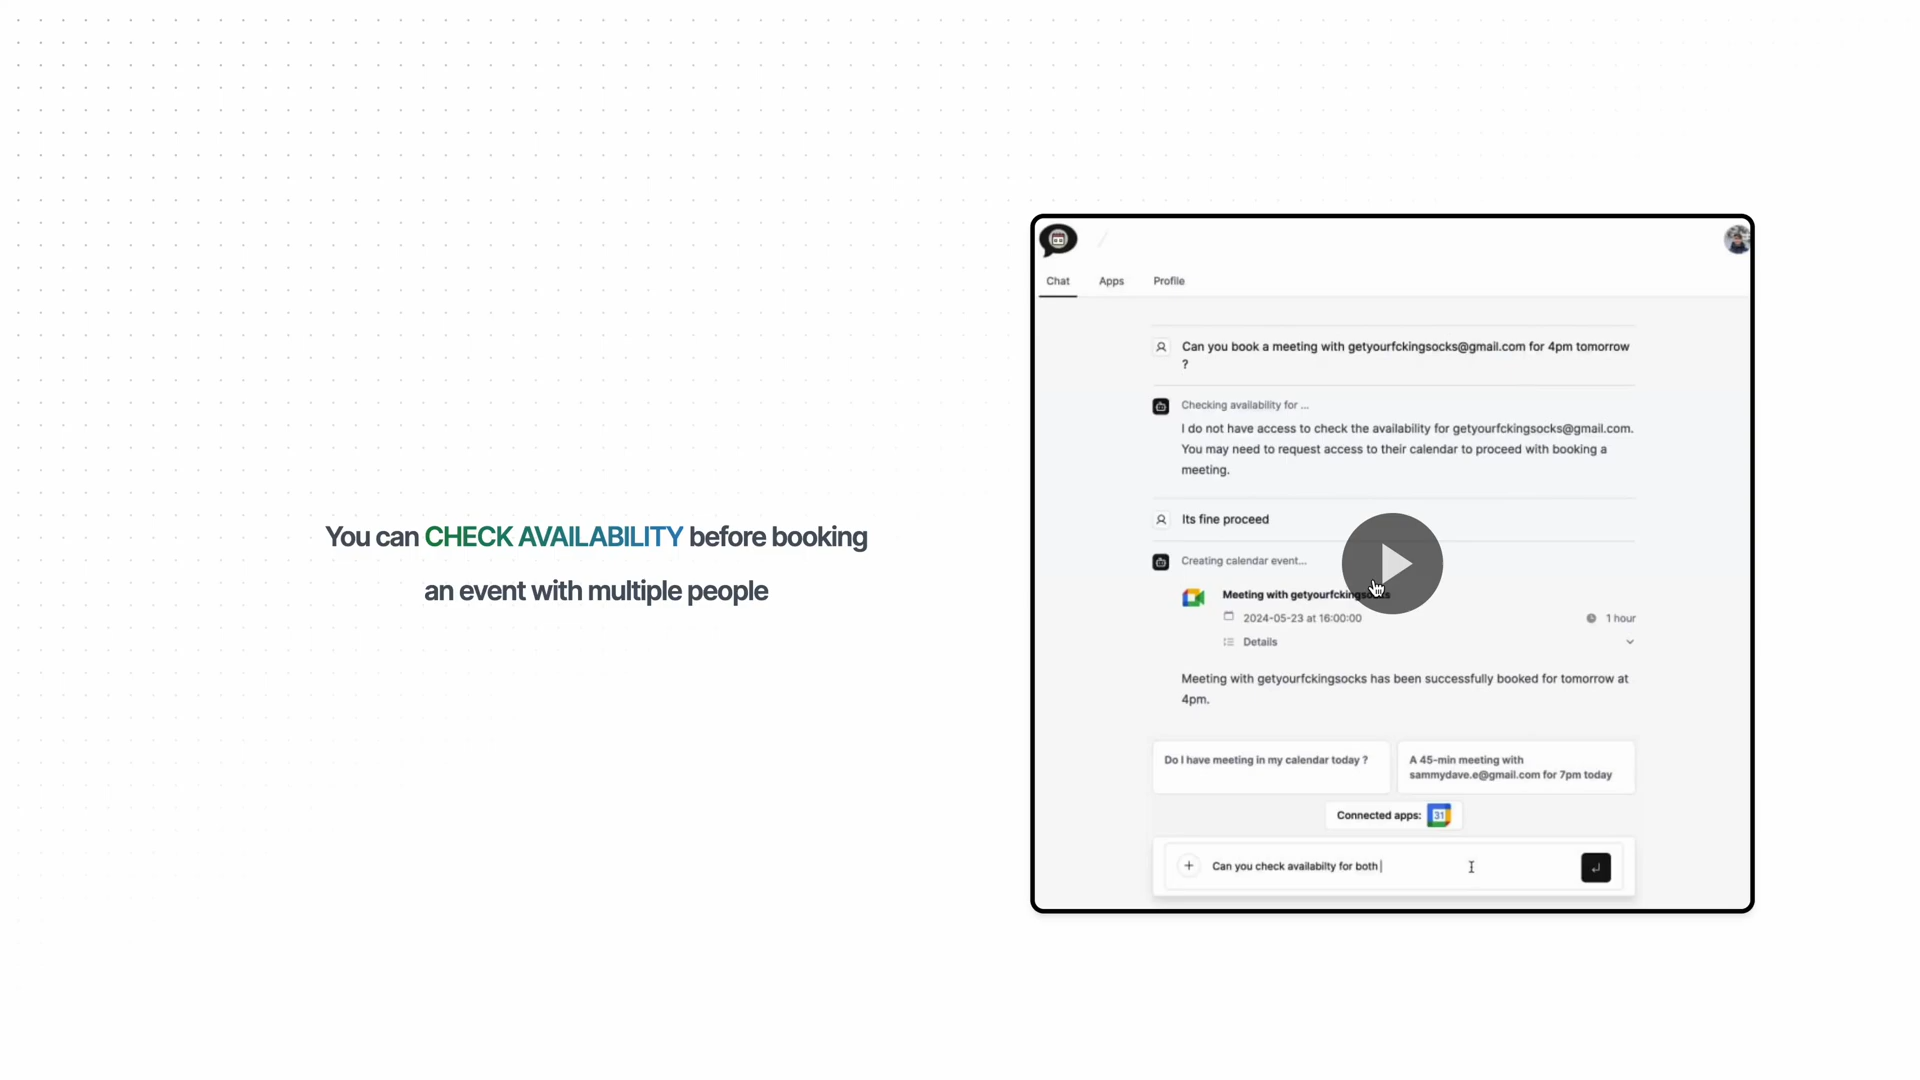 You can CHECK AVAILABILITY before booking
an event with multiple people
Chat
Apps
Profile
Can you book a meeting with getyourfckingsocks@gmail.com for 4pm tomorrow
?
Checking availability for ...
I do not have access to check the availability for getyourfckingsocks@gmail.com.
You may need to request access to their calendar to proceed with booking a
meeting.
Its fine proceed
Creating calendar event...
Meeting with getyourfckingsocks
2024-05-23 at 16:00:00
1 hour
Details
Meeting with getyourfckingsocks has been successfully booked for tomorrow at
4pm.
Do I have meeting in my calendar today ?
A 45-min meeting with
sammydave.e@gmail.com for 7pm today
Connected apps:
31
Can you check availabilty for both